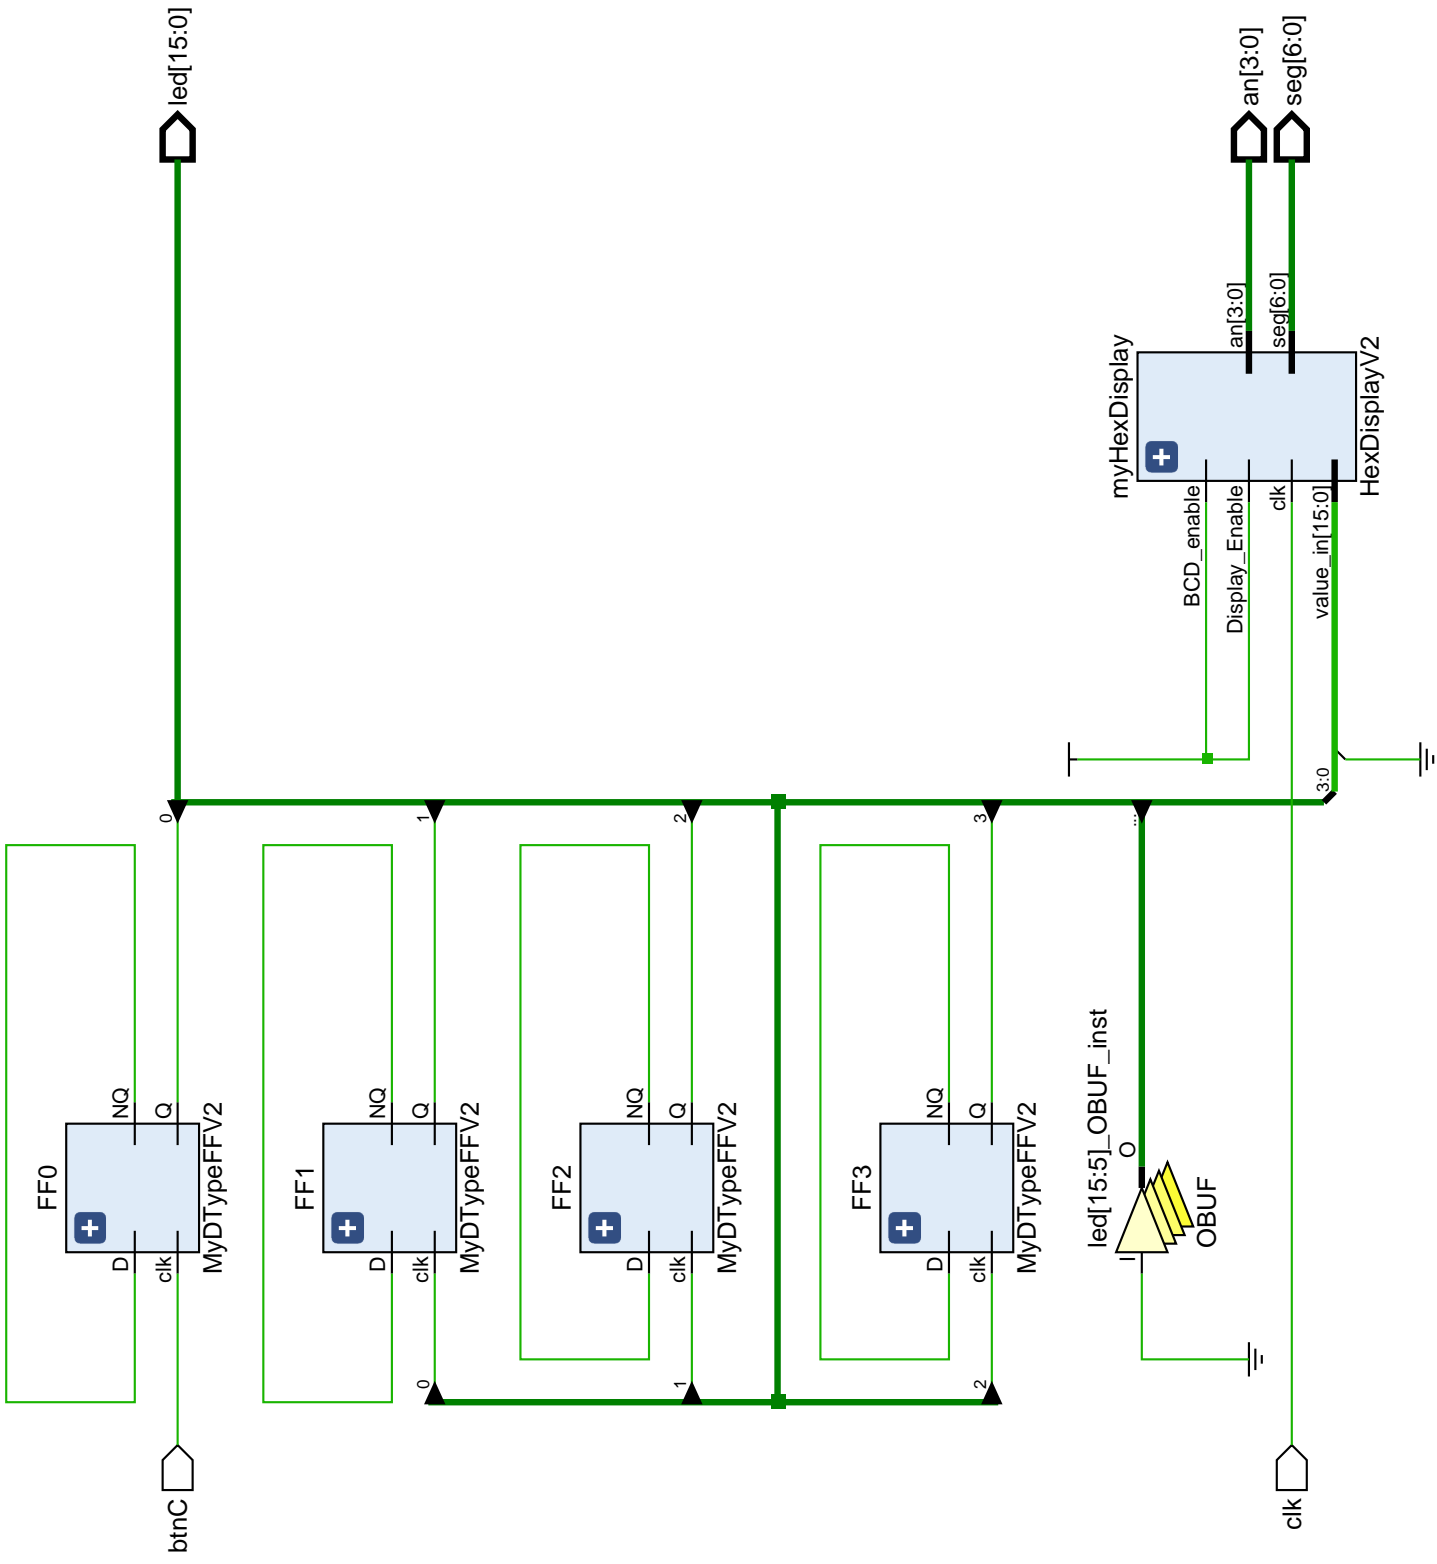 btnC
FF0
D
clk
NQ
Q
MyDTypeFFV2
0
led[15:0]
FF1
D
clk
NQ
Q
MyDTypeFFV2
0
1
FF2
D
clk
NQ
Q
MyDTypeFFV2
1
2
FF3
D
clk
NQ
Q
MyDTypeFFV2
2
3
led[15:5]_OBUF_inst
I
O
OBUF
...
clk
3:0
myHexDisplay
BCD_enable
Display_Enable
clk
value_in[15:0]
an[3:0]
seg[6:0]
HexDisplayV2
an[3:0]
seg[6:0]